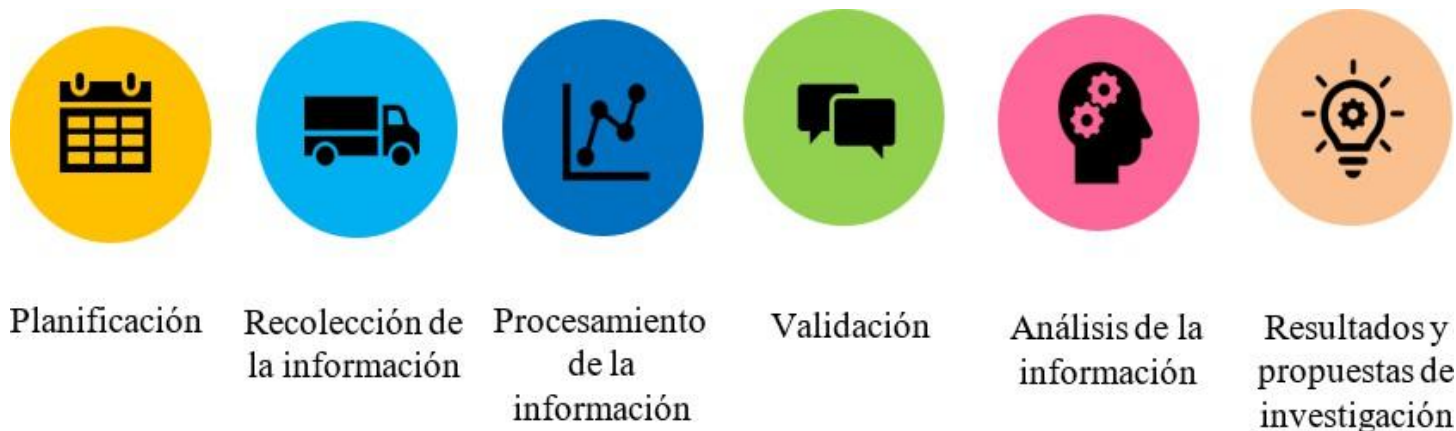 Planificación
Recolección de
la información
Procesamiento
de la
información
Validación
Análisis de la
información
Resultados y
propuestas de
investigación